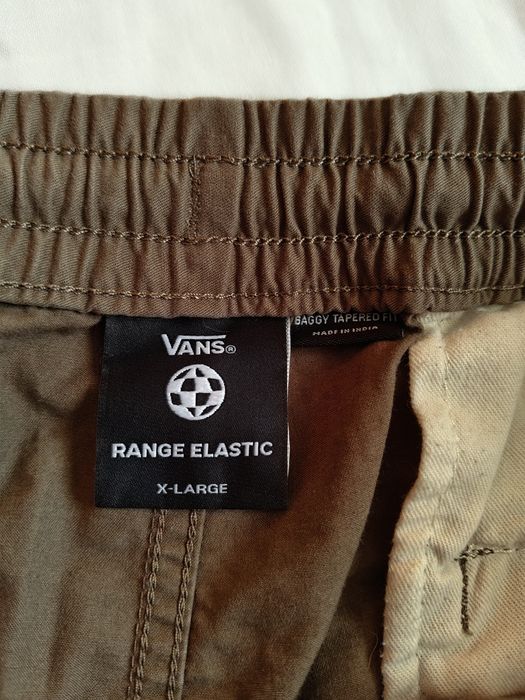 VANS®
RANGE ELASTIC
X-LARGE
BAGGY TAPERED FIT
MADE IN INDIA